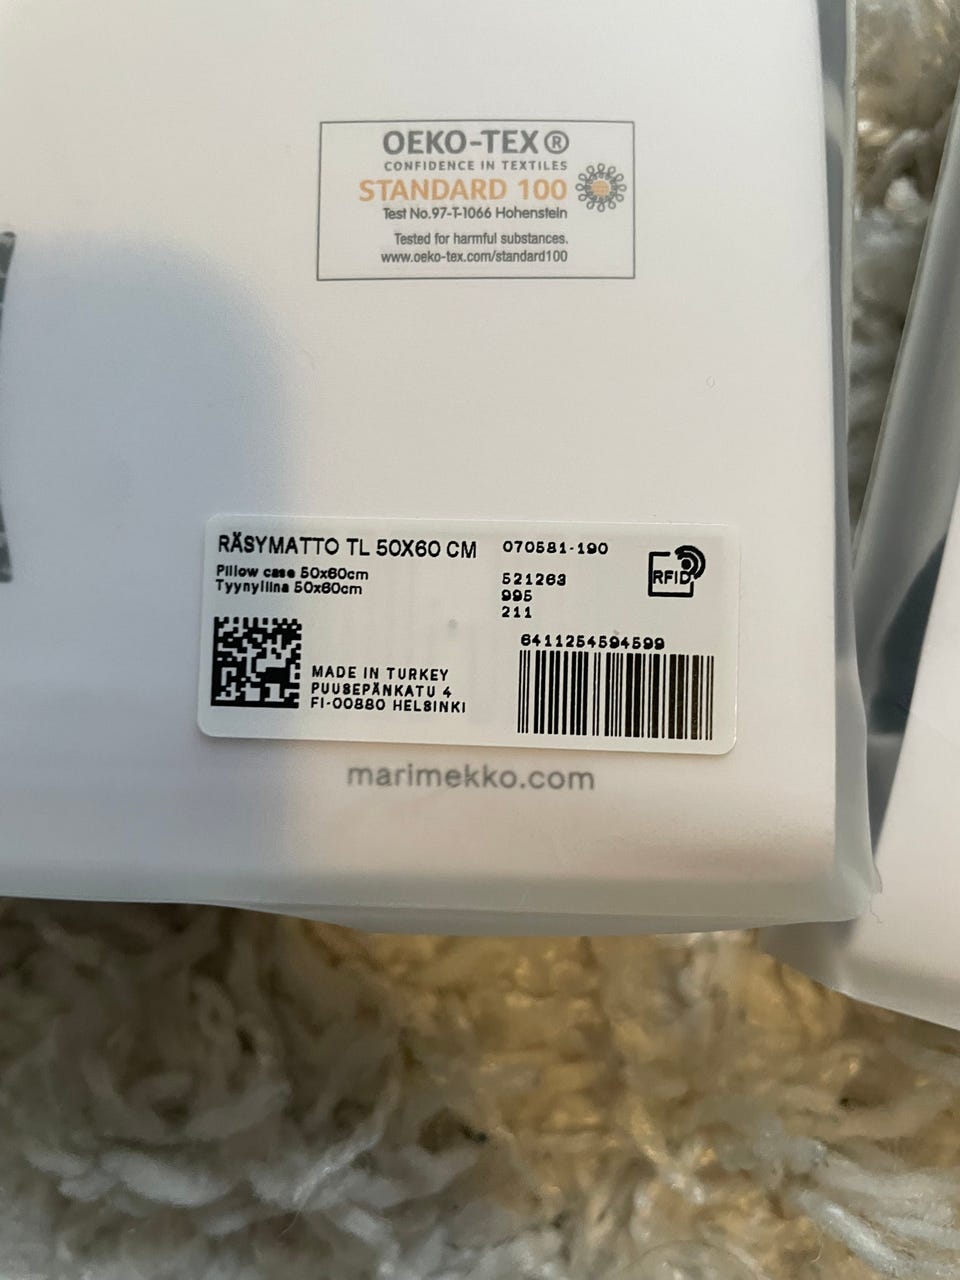 OEKO-TEX®
CONFIDENCE IN TEXTILES
STANDARD 100
Test No.97-T-1066 Hohenstein
Tested for harmful substances.
www.oeko-tex.com/standard100
RÄSYMATTO TL 50X60 CM
Pillow case 50x60cm
Tyynyliina 50x60cm
070581-190
521263
995
211
RFID
6411254594599
MADE IN TURKEY
PUUSEPÄNKATU 4
FI-00880 HELSINKI
marimekko.com